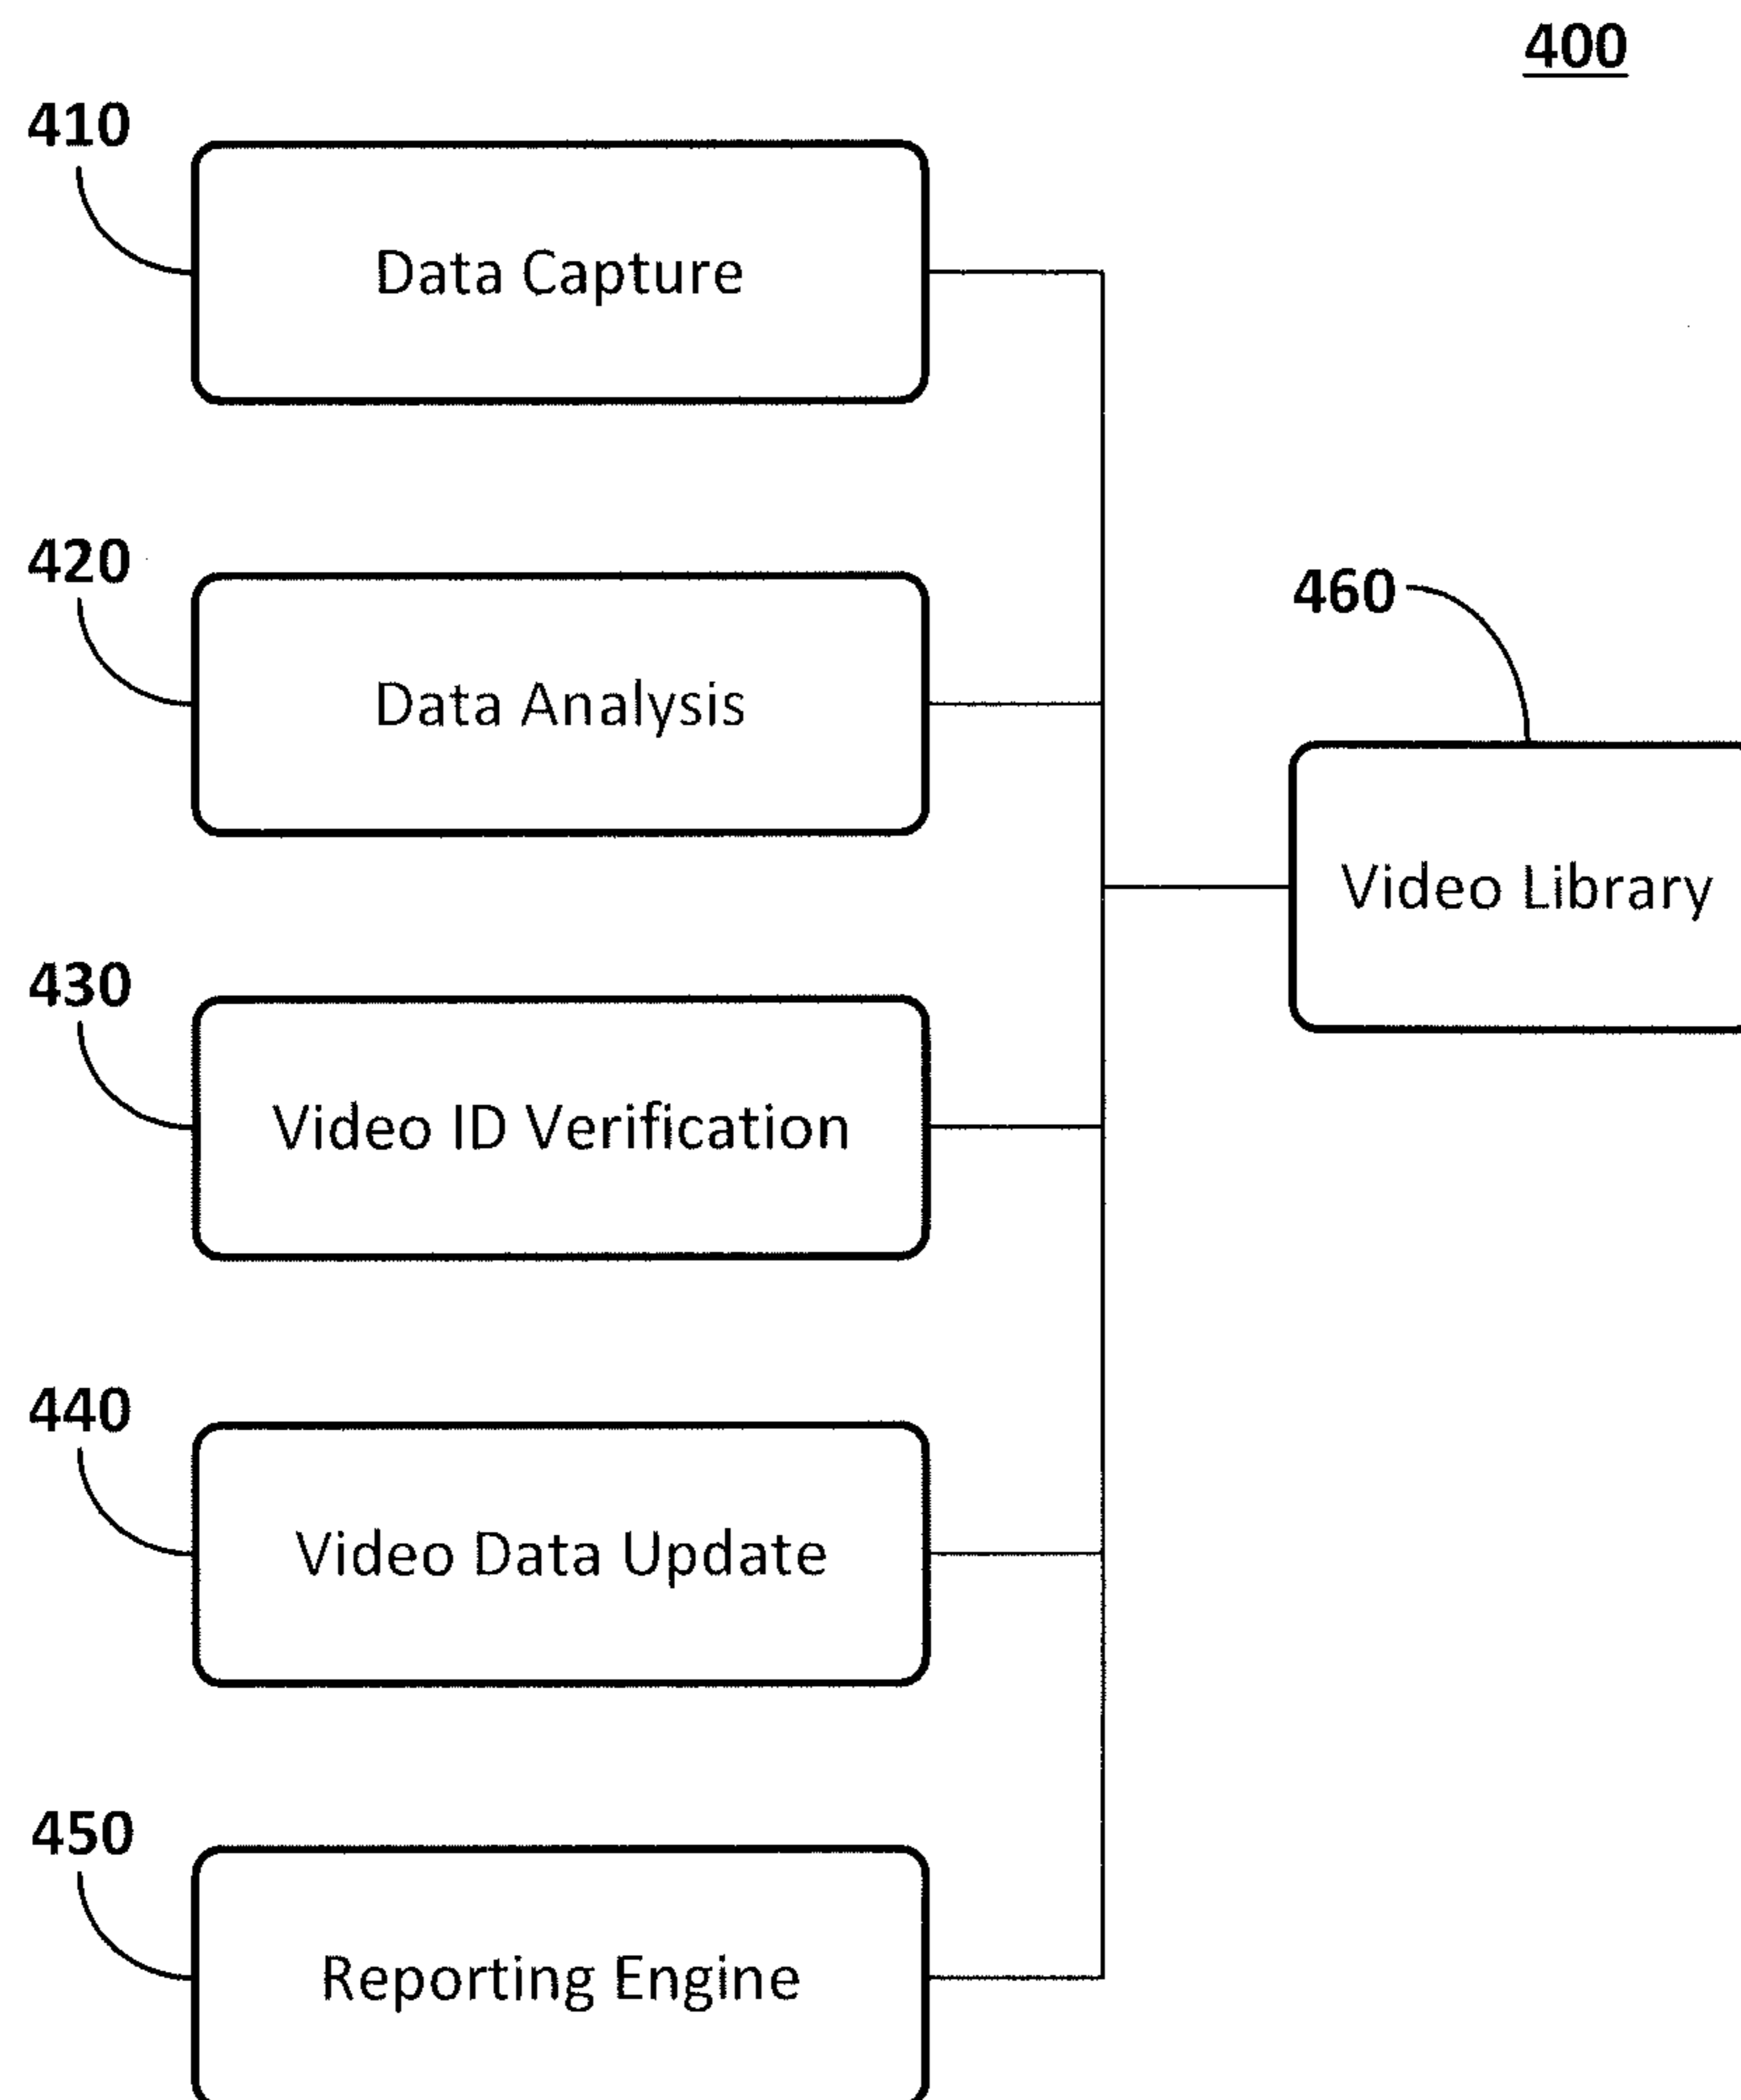 400
410
Data Capture
420
Data Analysis
460
Video Library
430
Video ID Verification
440
Video Data Update
450
Reporting Engine